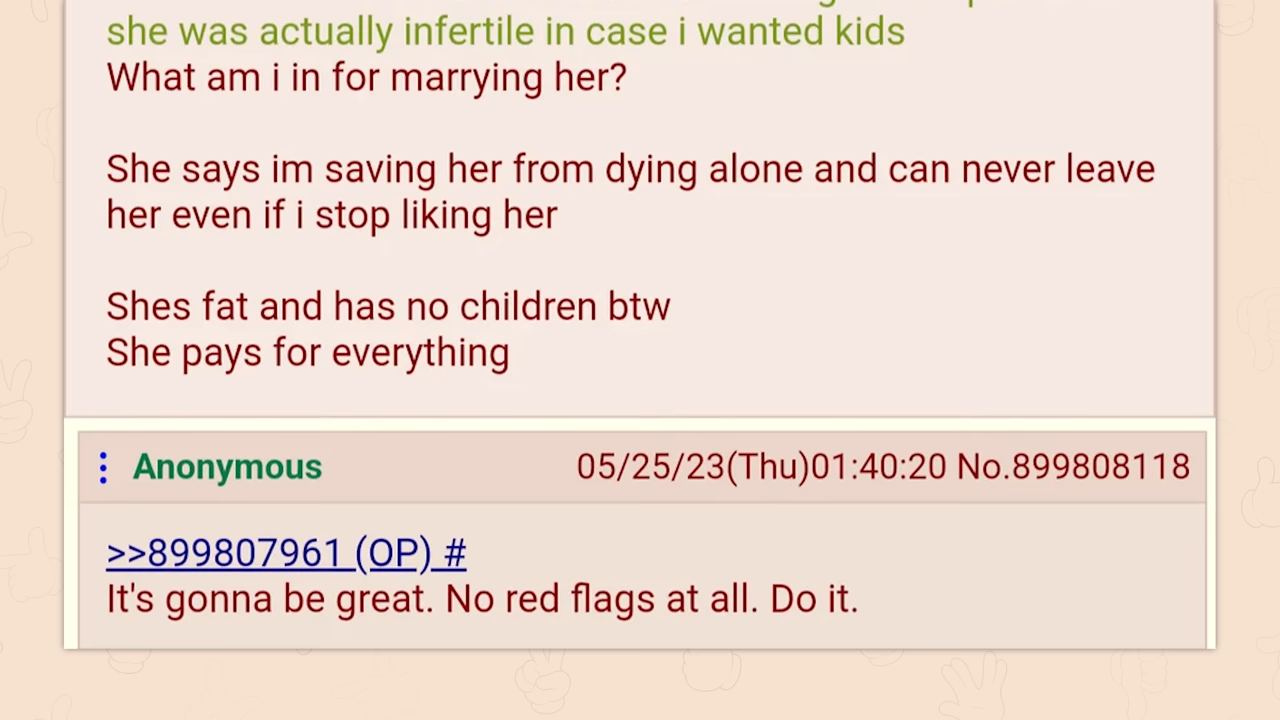 she was actually infertile in case i wanted kids
What am i in for marrying her?
She says im saving her from dying alone and can never leave
her even if i stop liking her
Shes fat and has no children btw
She pays for everything
Anonymous 05/25/23(Thu)01:40:20 No.899808118
>>899807961 (OP) #
It's gonna be great. No red flags at all. Do it.